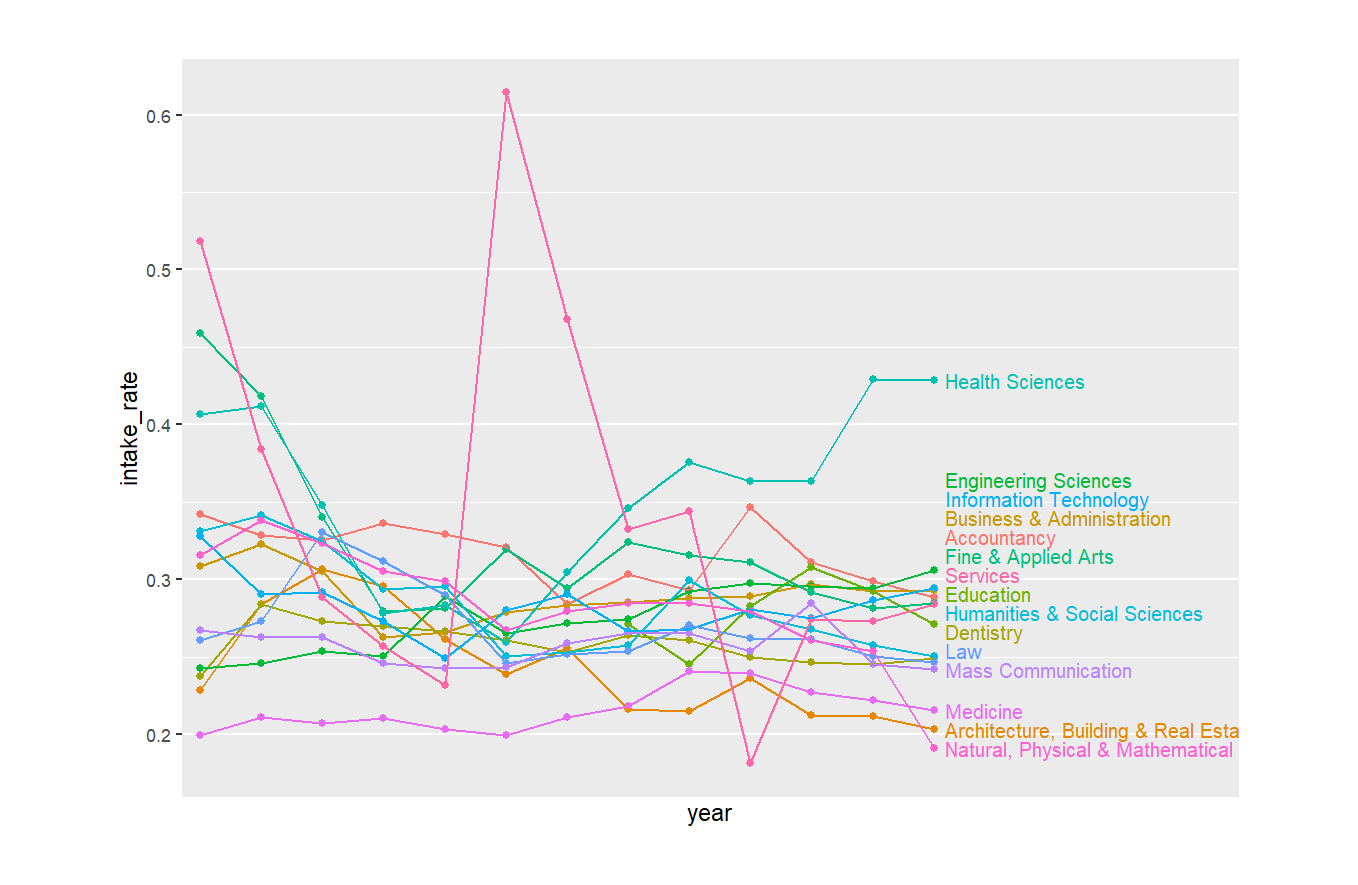 0.6
0.5
0.4
0.3
0.2
intake_rate
Health Sciences
Engineering Sciences
Information Technology
Business & Administration
Accountancy
Fine & Applied Arts
Services
Education
Humanities & Social Sciences
Dentistry
Law
Mass Communication
Medicine
Architecture, Building & Real Esta
Natural, Physical & Mathematical
year